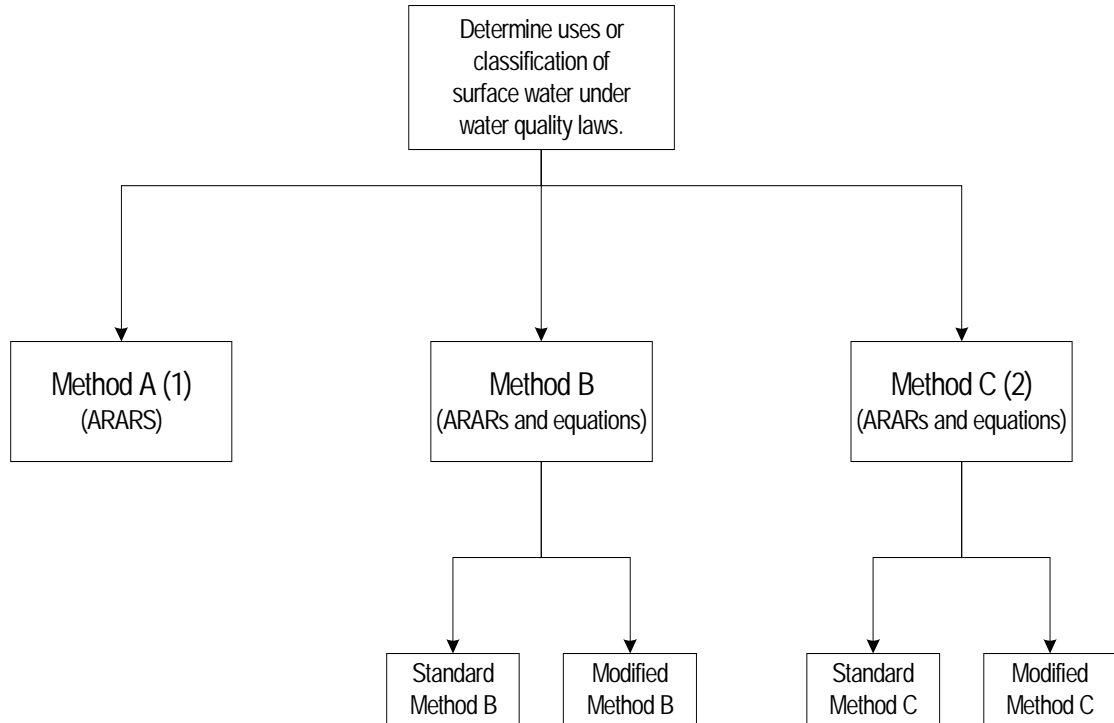 Determine uses or
classification of
surface water under
water quality laws.
Method A (1)
(ARARS)
Method B
(ARARs and equations)
Method C (2)
(ARARs and equations)
Standard
Method B
Modified
Method B
Standard
Method C
Modified
Method C